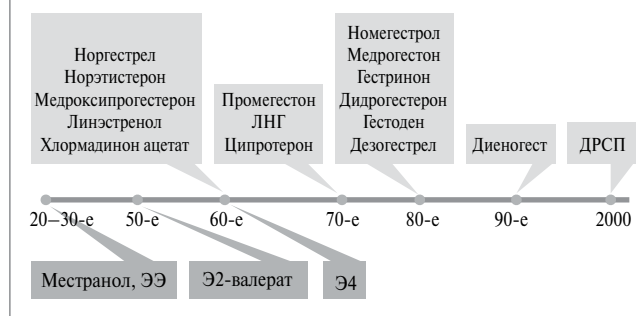 Норгестрел
Норэтистерон
Медроксипрогестерон
Линэстренол
Хлормадинон ацетат
Промегестон
ЛНГ
Ципротерон
Номегестрол
Медрогестон
Гестринон
Дидрогестерон
Гестоден
Дезогестрел
Диеногест
ДРСП
20–30-е 50-е 60-е 70-е 80-е 90-е 2000
Местранол, ЭЭ
Э2-валерат
Э4